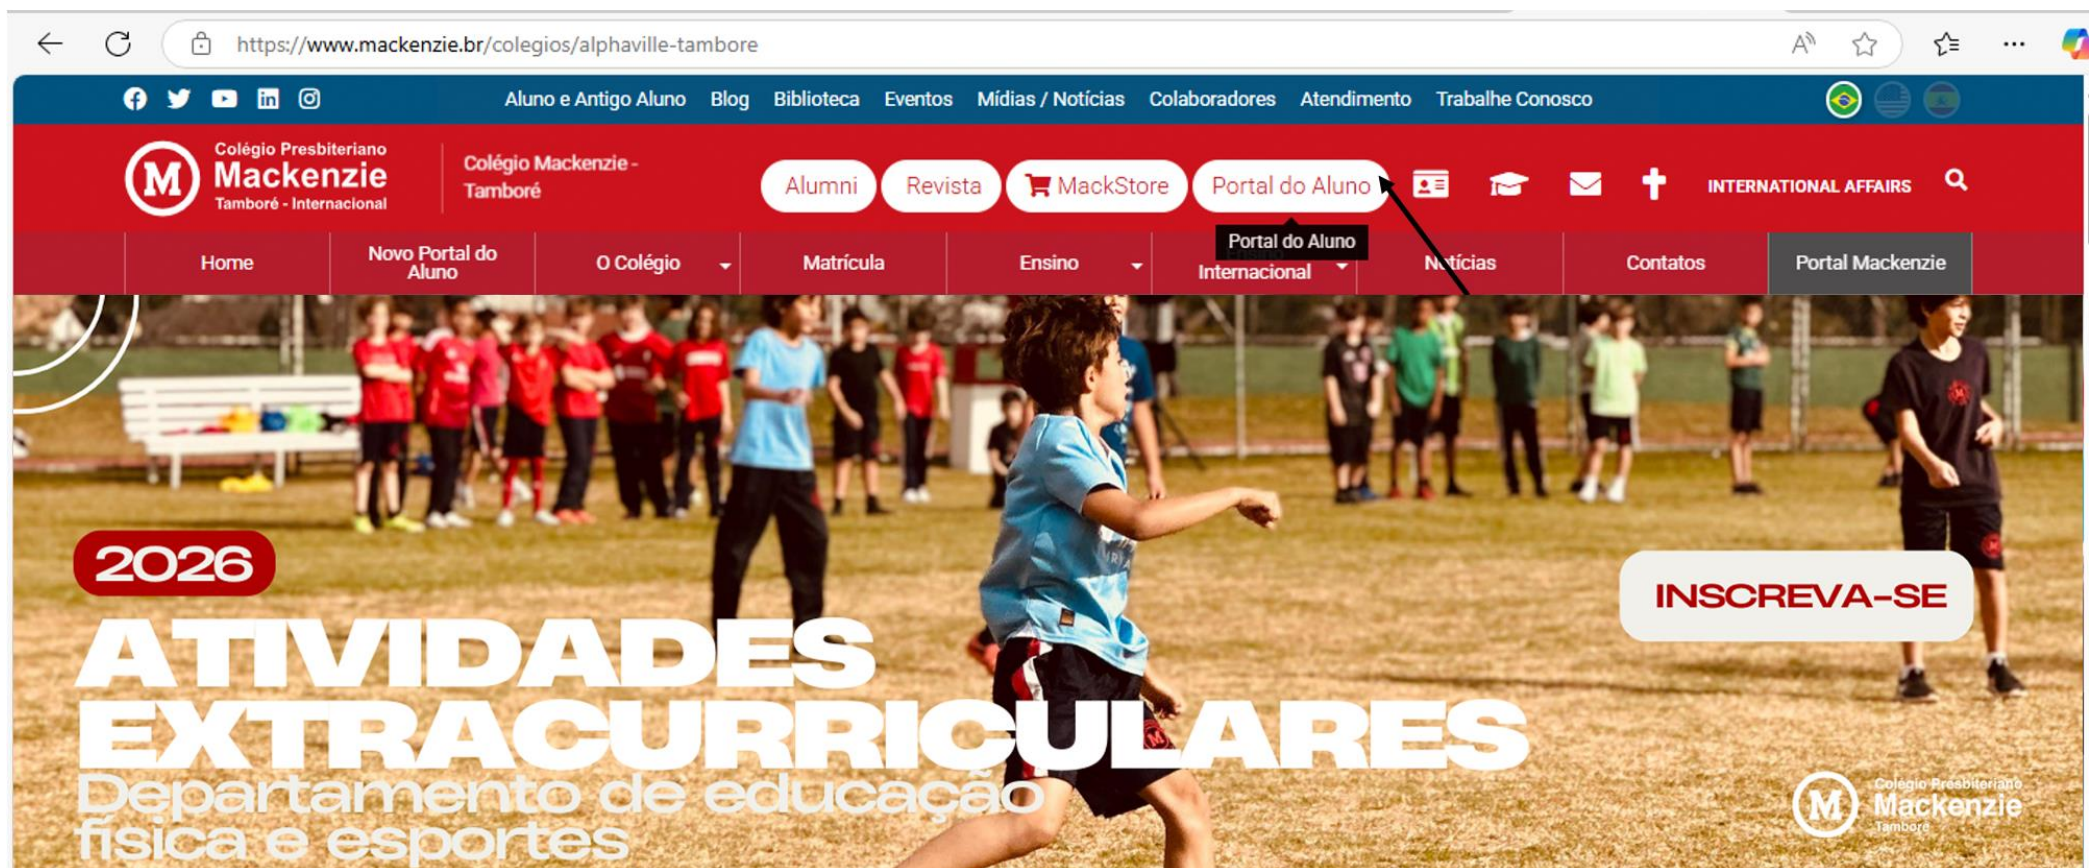 https://www.mackenzie.br/colegios/alphaville-tambore
Aluno e Antigo Aluno Blog Biblioteca Eventos Mídias / Notícias Colaboradores Atendimento Trabalhe Conosco
Colégio Presbiteriano
Mackenzie
Tamboré - Internacional
Colégio Mackenzie -
Tamboré
Alumni Revista MackStore Portal do Aluno INTERNATIONAL AFFAIRS
Portal do Aluno
Home Novo Portal do Aluno O Colégio Matrícula Ensino Ensino Internacional Notícias Contatos Portal Mackenzie
2026
INSCREVA-SE
ATIVIDADES
EXTRACURRICULARES
Departamento de educação
física e esportes
Colégio Presbiteriano
Mackenzie
Tamboré